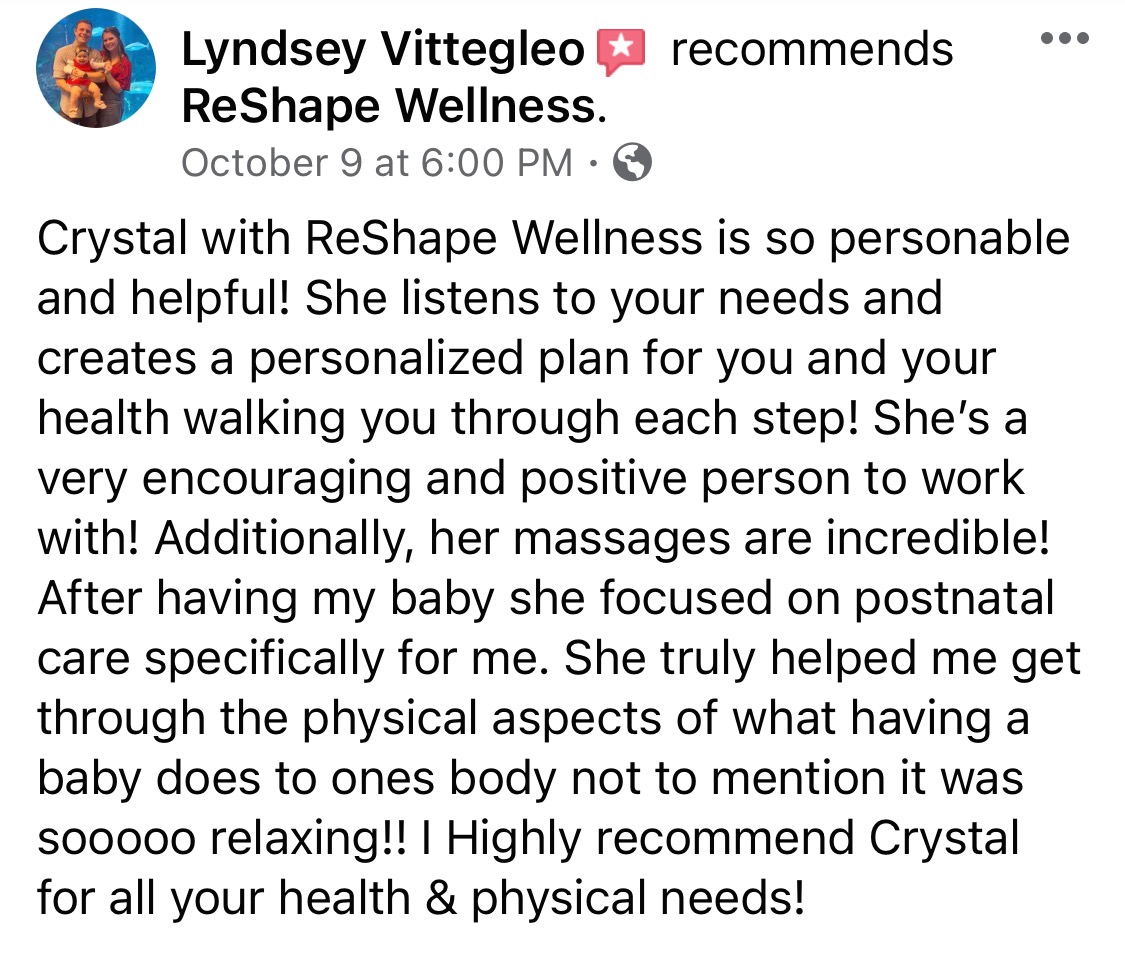 Lyndsey Vittegleo recommends
ReShape Wellness.
October 9 at 6:00 PM ·
Crystal with ReShape Wellness is so personable
and helpful! She listens to your needs and
creates a personalized plan for you and your
health walking you through each step! She’s a
very encouraging and positive person to work
with! Additionally, her massages are incredible!
After having my baby she focused on postnatal
care specifically for me. She truly helped me get
through the physical aspects of what having a
baby does to ones body not to mention it was
sooooo relaxing!! I Highly recommend Crystal
for all your health & physical needs!